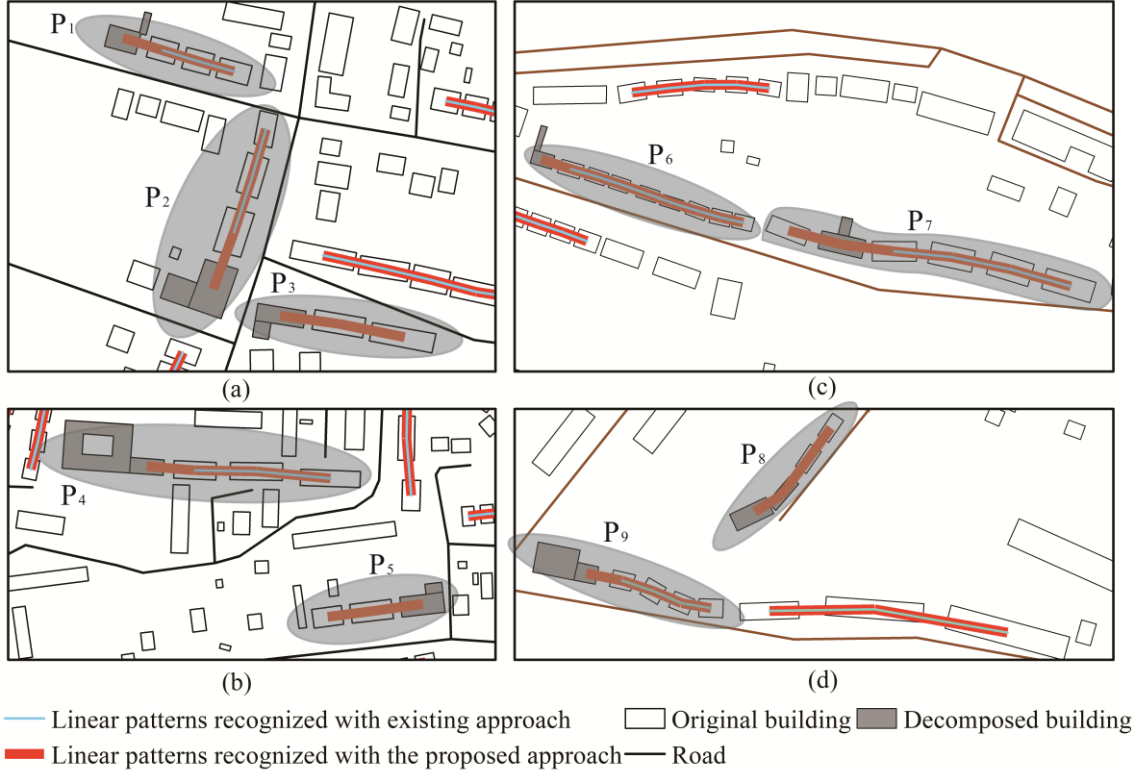 P1
P2
P3
(a)
P6
P7
(c)
P4
P5
(b)
P8
P9
(d)
Linear patterns recognized with existing approach
Original building
Decomposed building
Linear patterns recognized with the proposed approach
Road